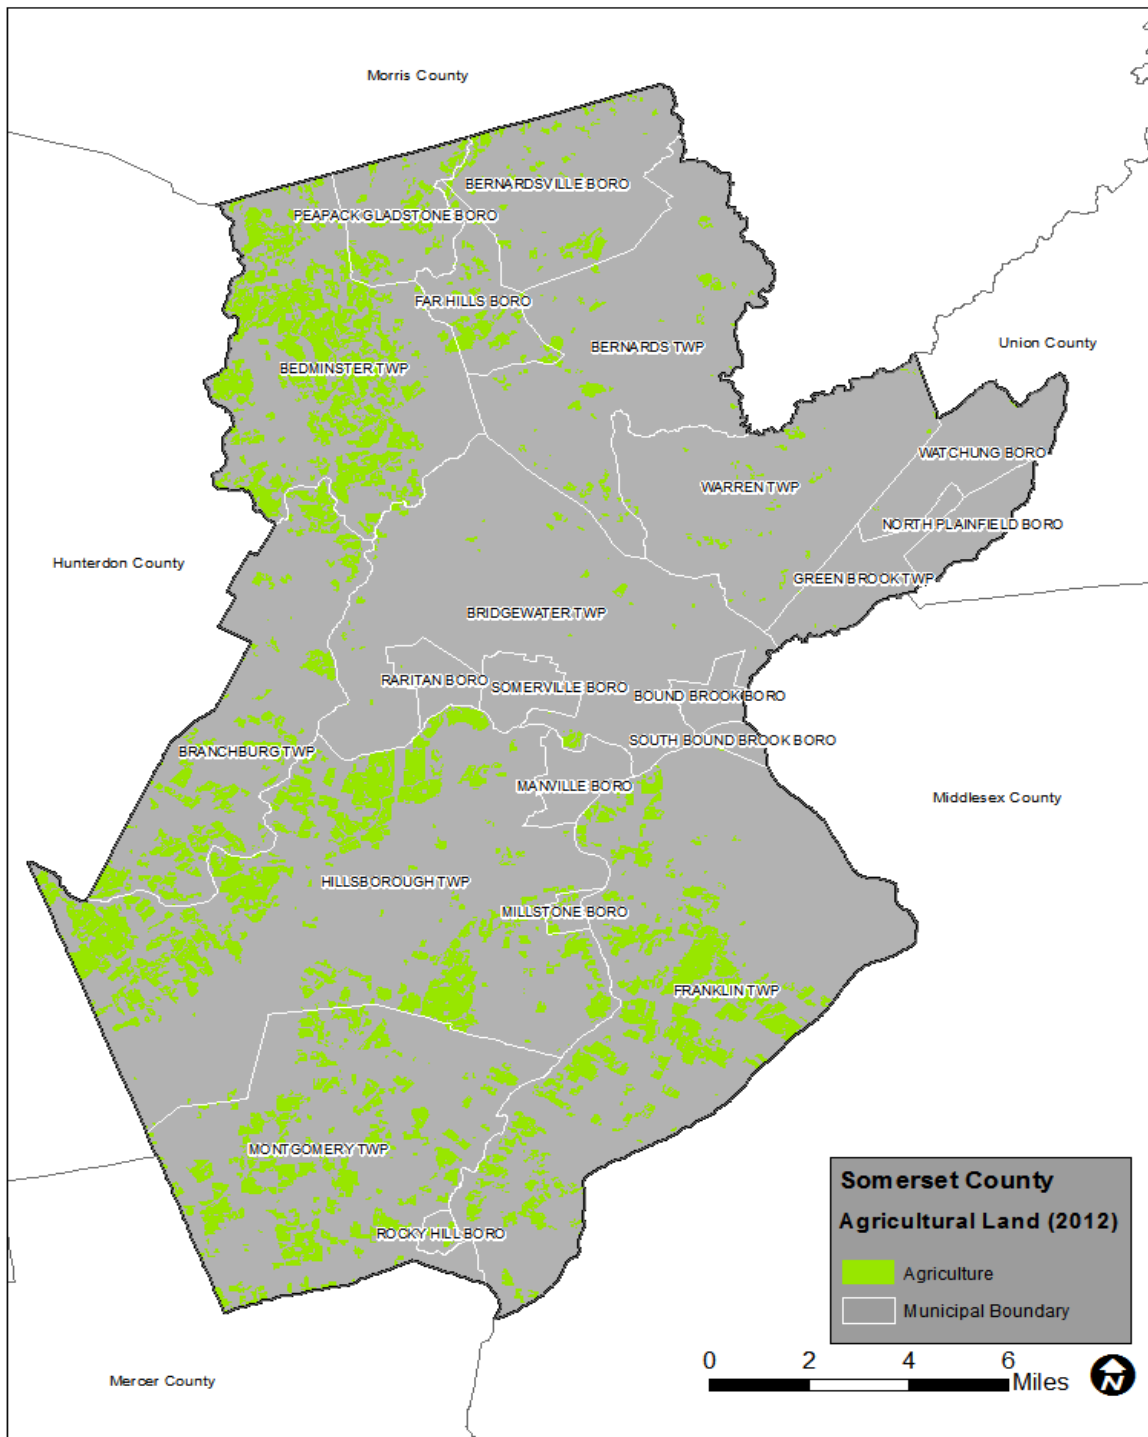 Morris County
BERNARDSVILLE BORO
PEAPACK GLADSTONE BORO
FAR HILLS BORO
Union County
BERNARDS TWP
BEDMINSTER TWP
WATCHUNG BORO
WARREN TWP
NORTH PLAINFIELD BORO
Hunterdon County
GREEN BROOK TWP
BRIDGEWATER TWP
RARITAN BORO
SOMERVILLE BORO
BOUND BROOK BORO
SOUTH BOUND BROOK BORO
BRANCHBURG TWP
MANVILLE BORO
Middlesex County
HILLSBOROUGH TWP
MILLSTONE BORO
FRANKLIN TWP
MONTGOMERY TWP
ROCKY HILL BORO
Mercer County
Somerset County
Agricultural Land (2012)
Agriculture
Municipal Boundary
0 2 4 6
Miles
N